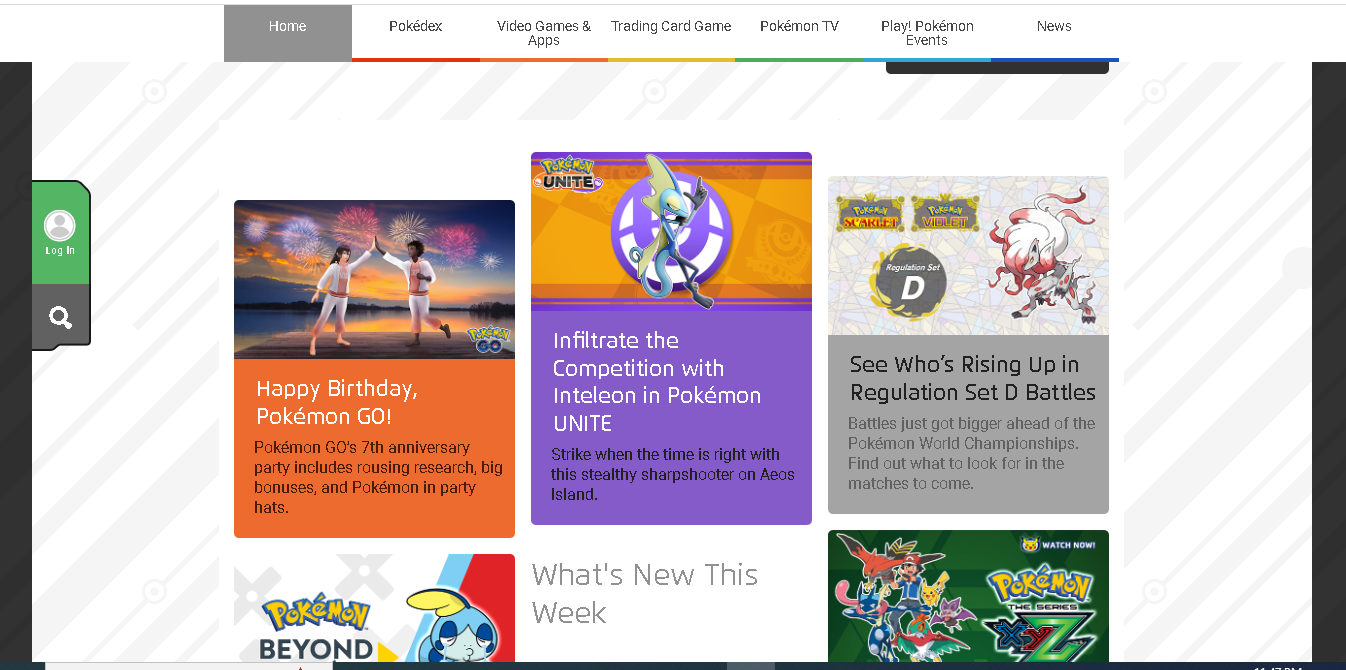 Home
Pokédex
Video Games &
Apps
Trading Card Game
Pokémon TV
Play! Pokémon
Events
News
Log In
POKÉMON
GO
Happy Birthday,
Pokémon GO!
Pokémon GO’s 7th anniversary
party includes rousing research, big
bonuses, and Pokémon in party
hats.
POKÉMON
UNITE
Infiltrate the
Competition with
Inteleon in Pokémon
UNITE
Strike when the time is right with
this stealthy sharpshooter on Aeos
Island.
POKÉMON
SCARLET
POKÉMON
VIOLET
Regulation Set
D
See Who’s Rising Up in
Regulation Set D Battles
Battles just got bigger ahead of the
Pokémon World Championships.
Find out what to look for in the
matches to come.
POKÉMON
BEYOND
What's New This
Week
WATCH NOW!
POKÉMON
THE SERIES
XYZ